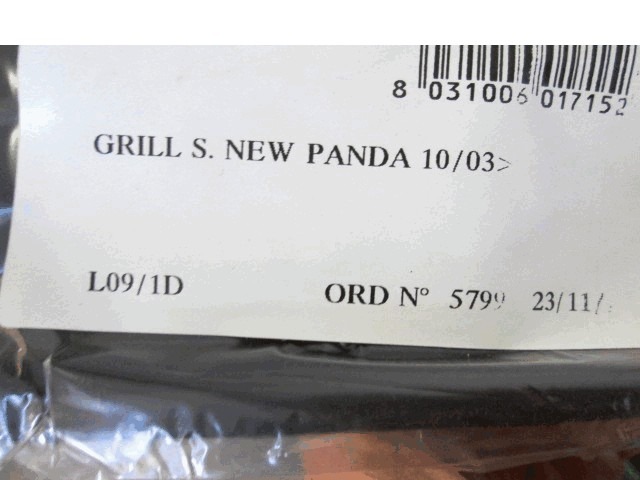 8 031006 017152
GRILL S. NEW PANDA 10/03>
L09/1D
ORD N° 5799 23/11/